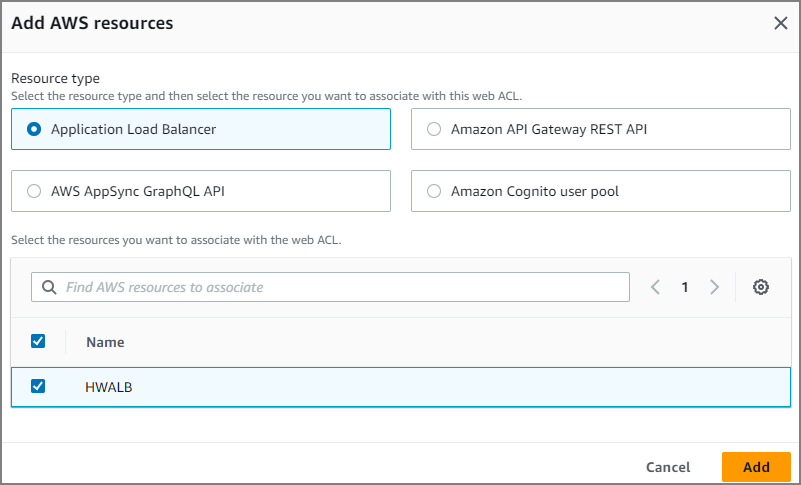 Add AWS resources
Resource type
Select the resource type and then select the resource you want to associate with this web ACL.
Application Load Balancer
Amazon API Gateway REST API
AWS AppSync GraphQL API
Amazon Cognito user pool
Select the resources you want to associate with the web ACL.
Find AWS resources to associate
1
Name
HWALB
Cancel
Add